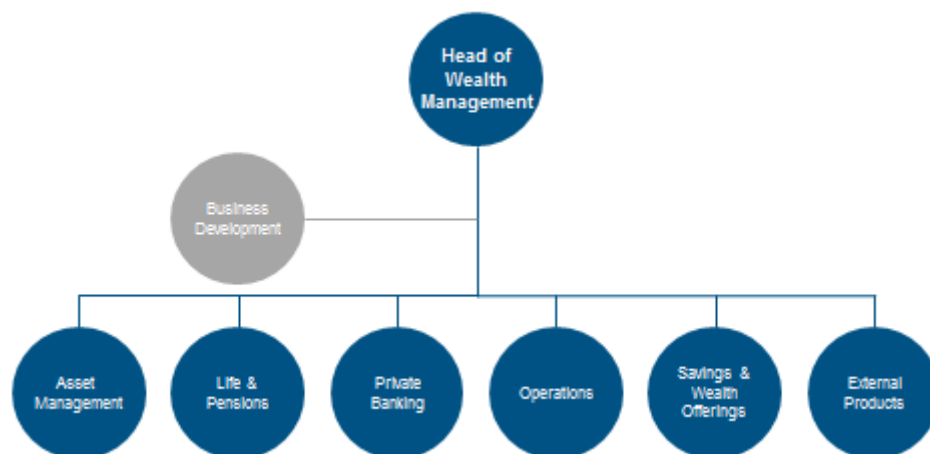 Head of
Wealth
Management
Business
Development
Asset
Management
Life &
Pensions
Private
Banking
Operations
Savings &
Wealth
Offerings
External
Products